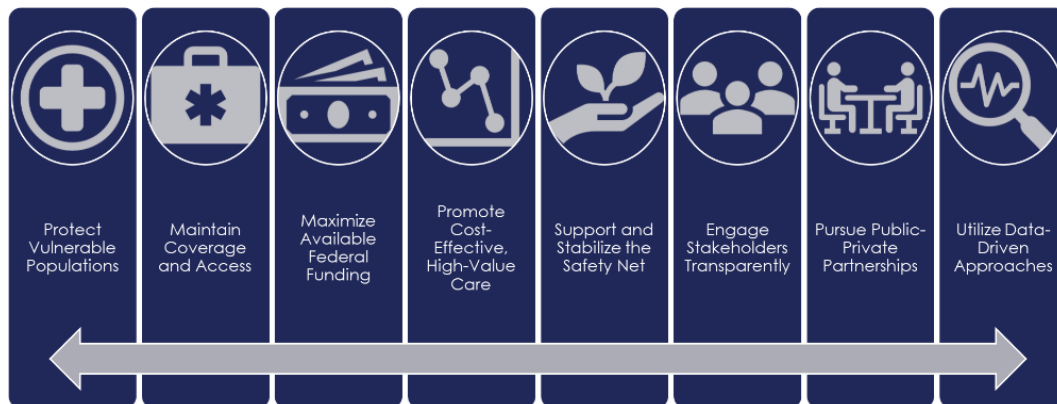 Protect
Vulnerable
Populations
Maintain
Coverage
and Access
Maximize
Available
Federal
Funding
Promote
Cost-
Effective,
High-Value
Care
Support and
Stabilize the
Safety Net
Engage
Stakeholders
Transparently
Pursue Public-
Private
Partnerships
Utilize Data-
Driven
Approaches